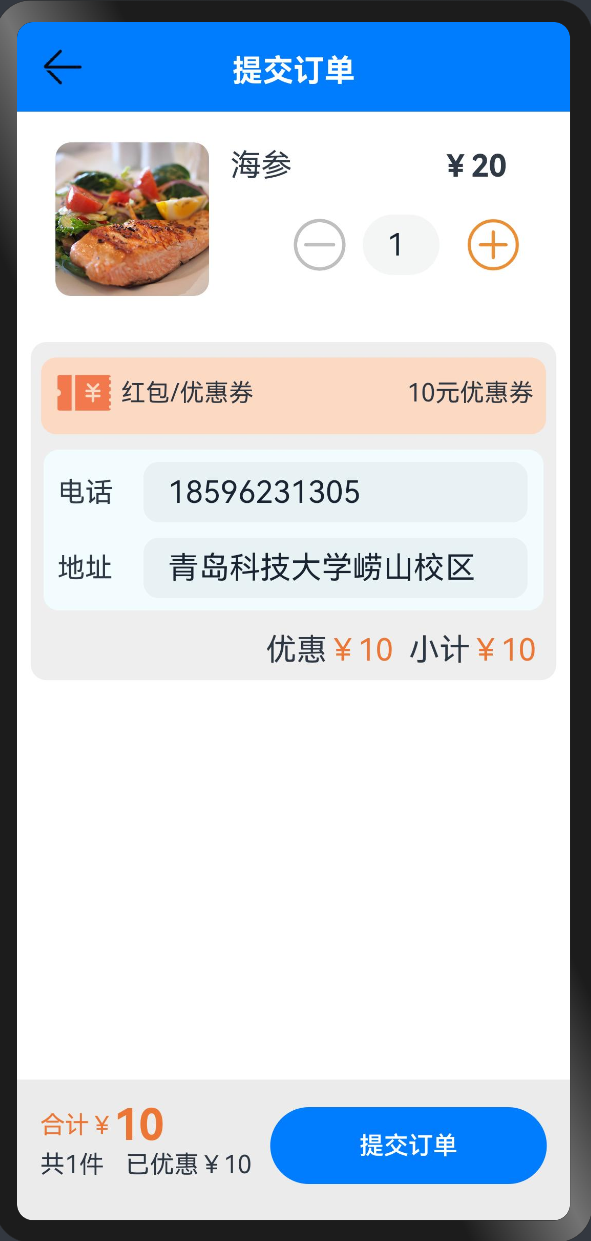 提交订单
海参 ¥20
1
¥ 红包/优惠券 10元优惠券
电话 18596231305
地址 青岛科技大学崂山校区
优惠¥10 小计¥10
合计¥10
共1件 已优惠¥10
提交订单